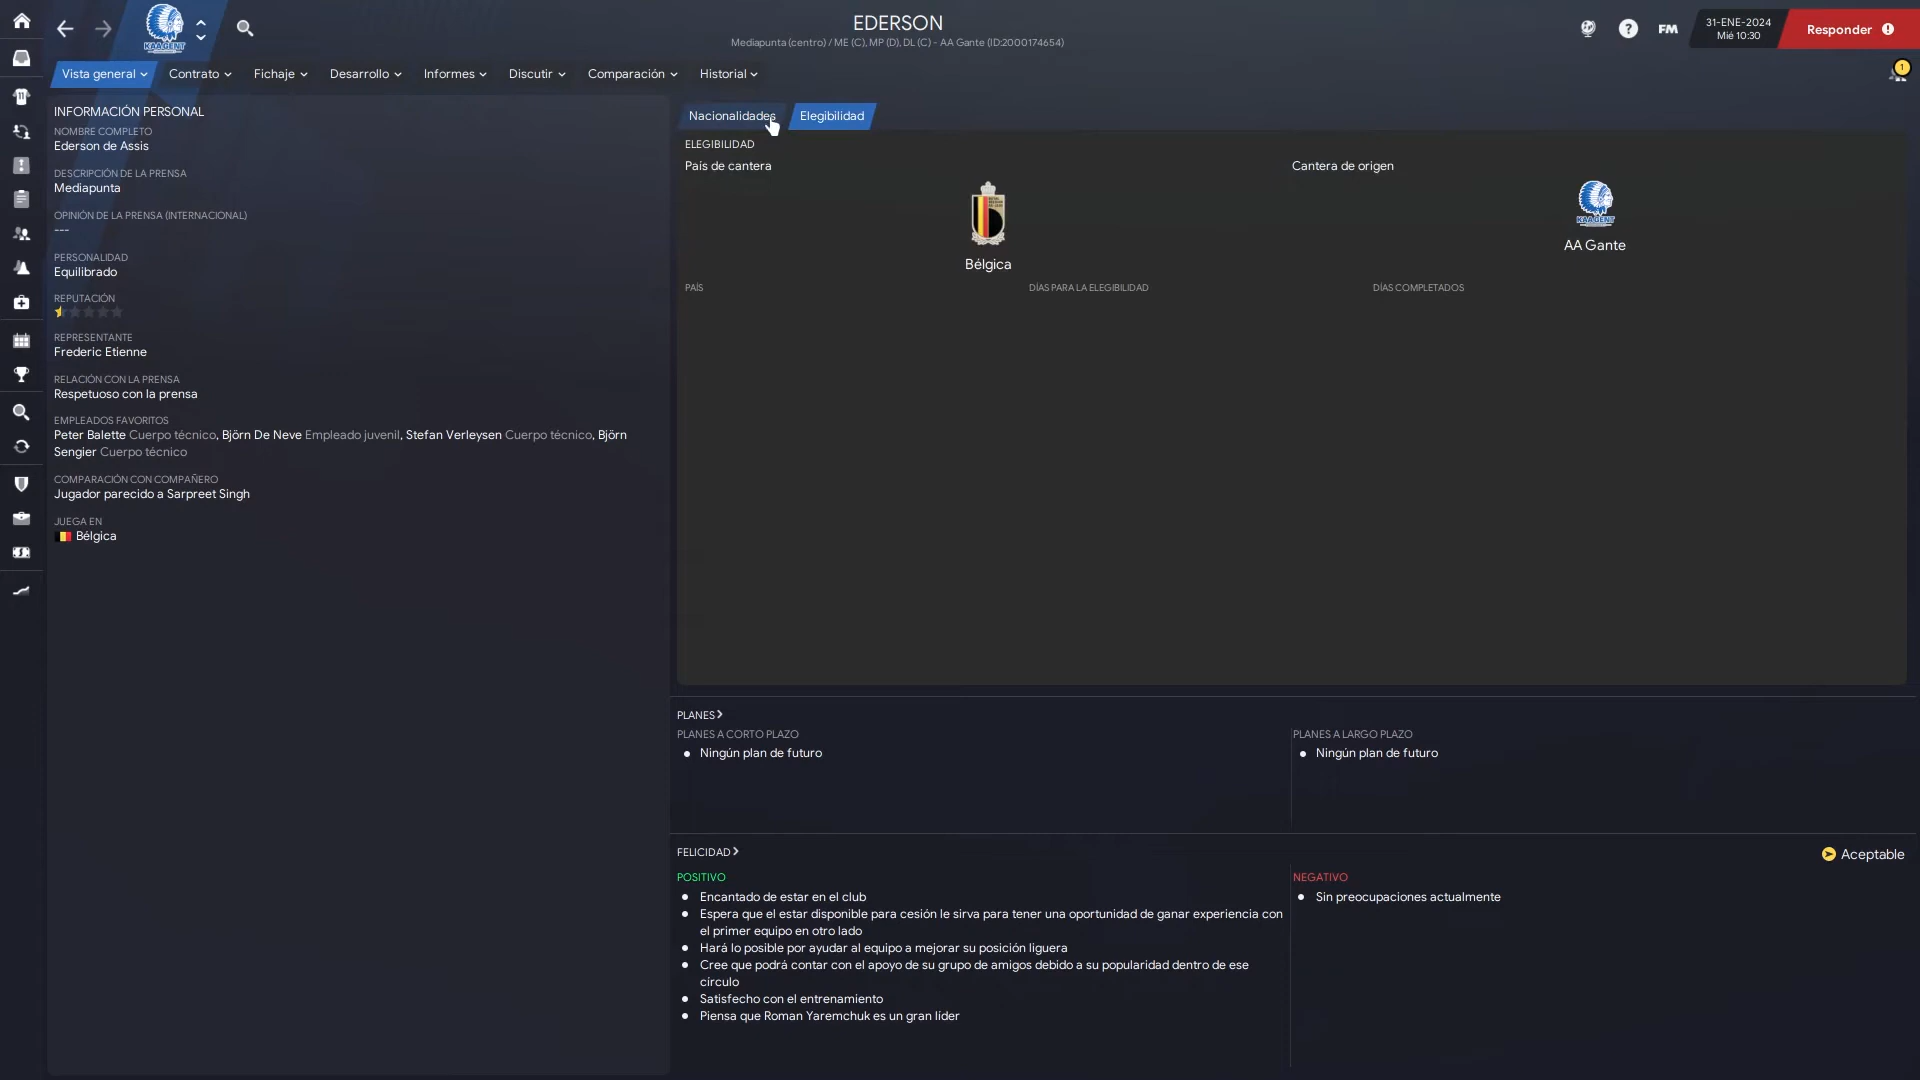 EDERSON
Mediapunta (centro) / ME (C), MP (D), DL (C) - AA Gante (ID:2000174654)
FM
31-ENE-2024
Mié 10:30
Responder
KAA GENT
Vista general
Contrato
Fichaje
Desarrollo
Informes
Discutir
Comparación
Historial
1
INFORMACIÓN PERSONAL
NOMBRE COMPLETO
Ederson de Assis
DESCRIPCIÓN DE LA PRENSA
Mediapunta
OPINIÓN DE LA PRENSA (INTERNACIONAL)
---
PERSONALIDAD
Equilibrado
REPUTACIÓN
REPRESENTANTE
Frederic Etienne
RELACIÓN CON LA PRENSA
Respetuoso con la prensa
EMPLEADOS FAVORITOS
Peter Balette Cuerpo técnico, Björn De Neve Empleado juvenil, Stefan Verleysen Cuerpo técnico, Björn
Sengier Cuerpo técnico
COMPARACIÓN CON COMPAÑERO
Jugador parecido a Sarpreet Singh
JUEGA EN
Bélgica
Nacionalidades
Elegibilidad
ELEGIBILIDAD
País de cantera
Cantera de origen
KAA GENT
Bélgica
AA Gante
PAÍS
DÍAS PARA LA ELEGIBILIDAD
DÍAS COMPLETADOS
PLANES
PLANES A CORTO PLAZO
Ningún plan de futuro
PLANES A LARGO PLAZO
Ningún plan de futuro
FELICIDAD
Aceptable
POSITIVO
Encantado de estar en el club
Espera que el estar disponible para cesión le sirva para tener una oportunidad de ganar experiencia con
el primer equipo en otro lado
Hará lo posible por ayudar al equipo a mejorar su posición liguera
Cree que podrá contar con el apoyo de su grupo de amigos debido a su popularidad dentro de ese
círculo
Satisfecho con el entrenamiento
Piensa que Roman Yaremchuk es un gran líder
NEGATIVO
Sin preocupaciones actualmente